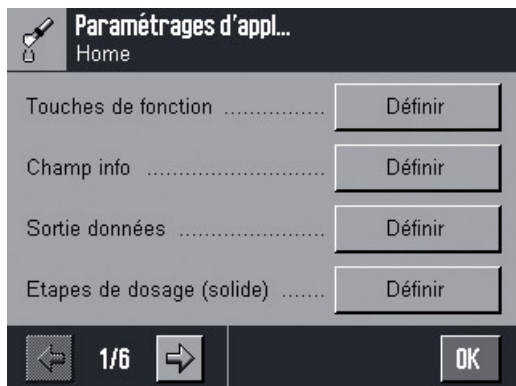 Paramétrages d'appl...
Home
Touches de fonction ................ Définir
Champ info ........................... Définir
Sortie données ....................... Définir
Etapes de dosage (solide) ....... Définir
1/6 OK